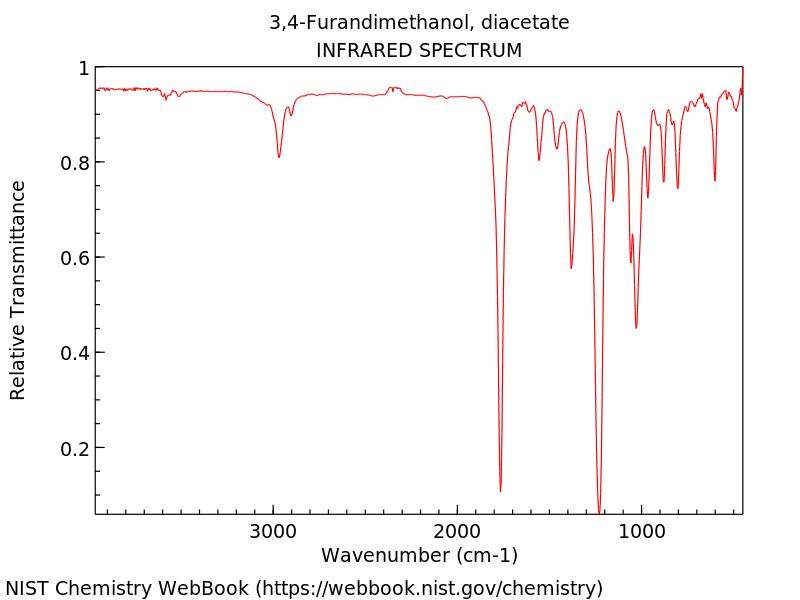 3,4-Furandimethanol, diacetate
INFRARED SPECTRUM
1
0.8
0.6
0.4
0.2
Relative Transmittance
3000 2000 1000
Wavenumber (cm-1)
NIST Chemistry WebBook (https://webbook.nist.gov/chemistry)